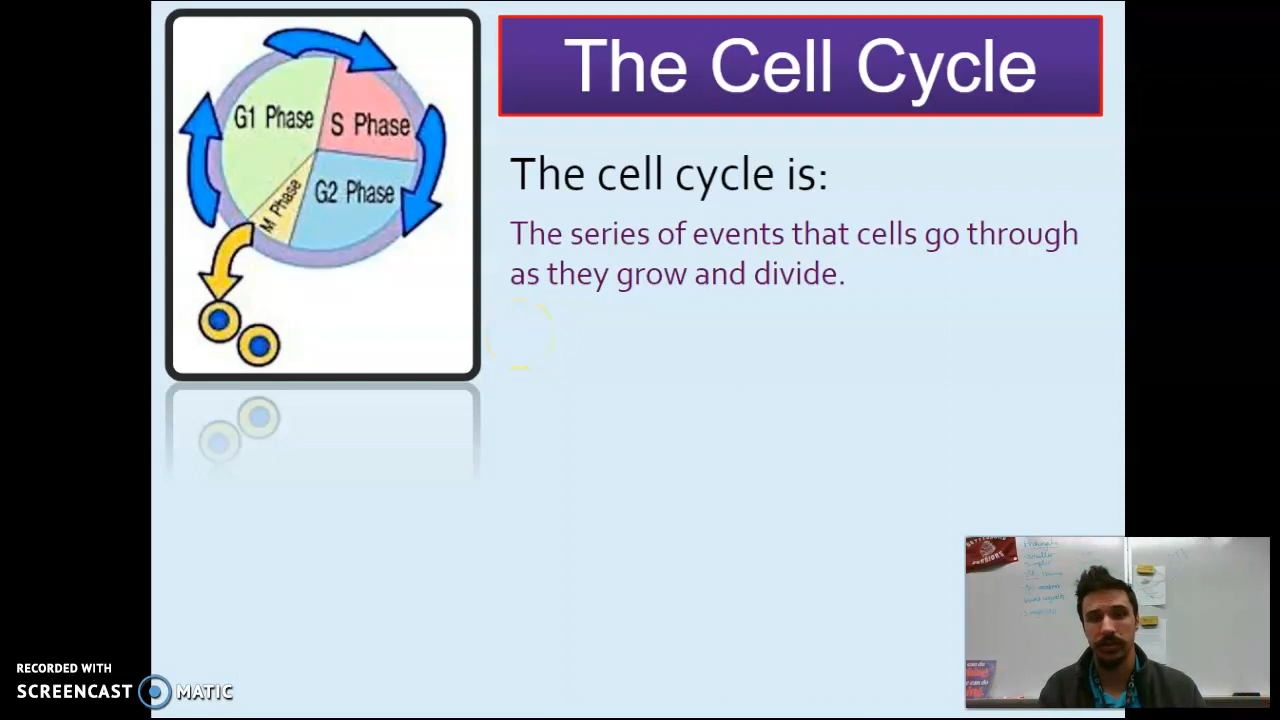 The Cell Cycle
G1 Phase
S Phase
M Phase
G2 Phase
The cell cycle is:
The series of events that cells go through
as they grow and divide.
RECORDED WITH
SCREENCAST MATIC